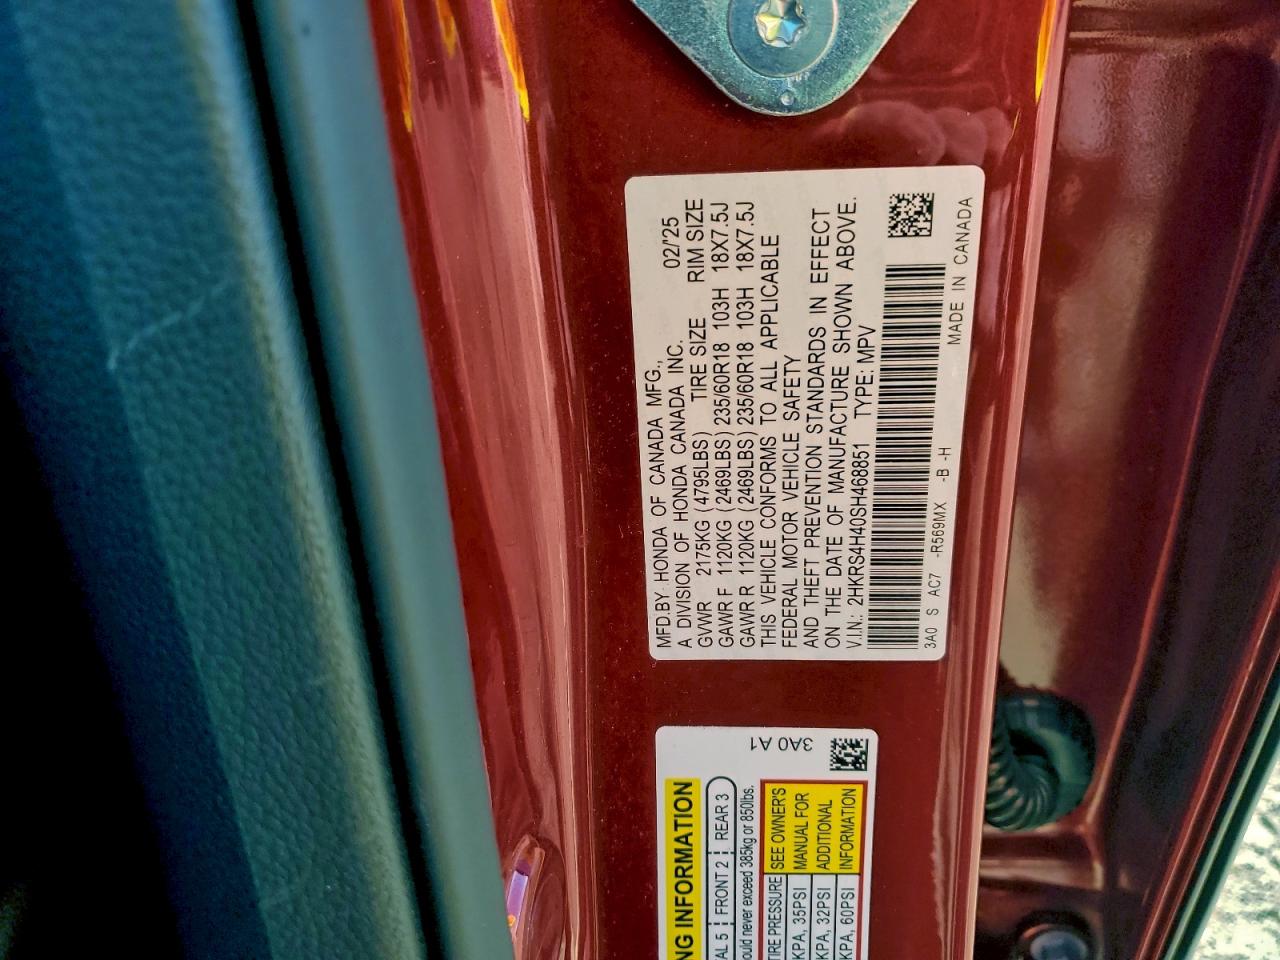 MFD.BY HONDA OF CANADA MFG.,
A DIVISION OF HONDA CANADA INC. 02/'25
GVWR 2175KG (4795LBS) TIRE SIZE RIM SIZE
GAWR F 1120KG (2469LBS) 235/60R18 103H 18X7.5J
GAWR R 1120KG (2469LBS) 235/60R18 103H 18X7.5J
THIS VEHICLE CONFORMS TO ALL APPLICABLE
FEDERAL MOTOR VEHICLE SAFETY
AND THEFT PREVENTION STANDARDS IN EFFECT
ON THE DATE OF MANUFACTURE SHOWN ABOVE.
V.I.N.: 2HKRS4H40SH468851 TYPE: MPV
3A0 S AC7 -R569MX -B -H
MADE IN CANADA
3A0 A1
INFORMATION
5 FRONT 2 REAR 3
never exceed 385kg or 850lbs.
TIRE PRESSURE SEE OWNER'S
KPA, 35PSI MANUAL FOR
KPA, 32PSI ADDITIONAL
KPA, 60PSI INFORMATION